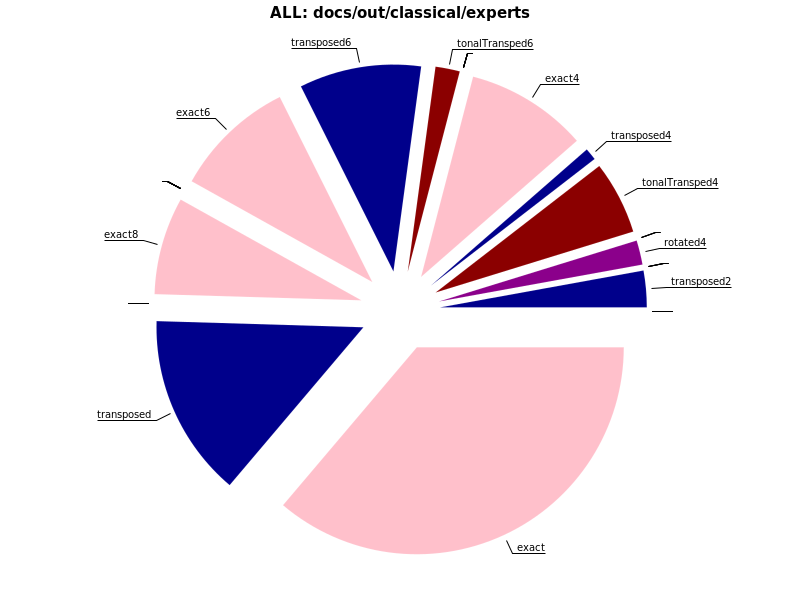 ALL: docs/out/classical/experts
transposed6
tonalTransped6
exact4
exact6
transposed4
tonalTransped4
exact8
rotated4
transposed2
transposed
exact